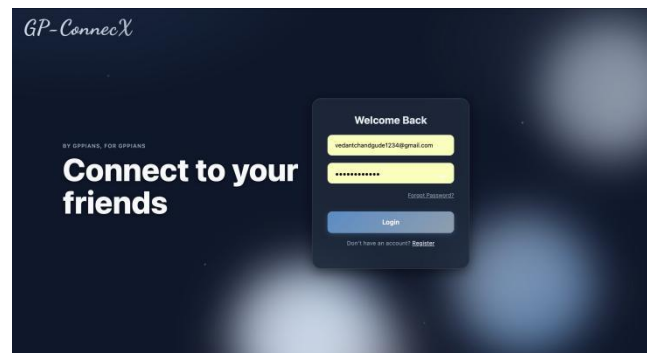 GP-ConnecX
BY GPPIANS, FOR GPPIANS
Connect to your
friends
Welcome Back
vedantchandgude1234@gmail.com
••••••••••••
Forgot Password?
Login
Don't have an account? Register